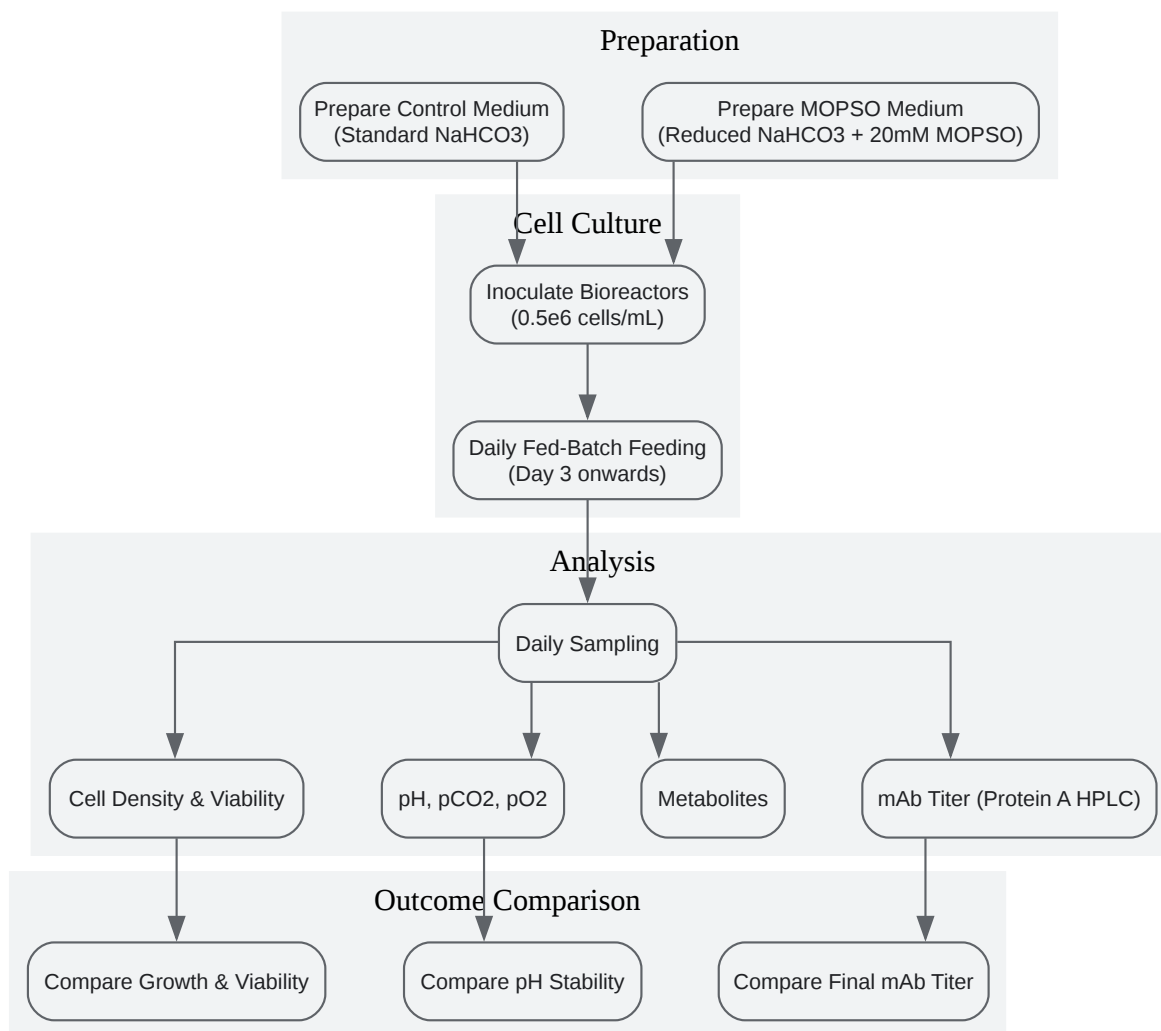 Preparation
Prepare Control Medium
(Standard NaHCO3)
Prepare MOPSO Medium
(Reduced NaHCO3 + 20mM MOPSO)
Cell Culture
Inoculate Bioreactors
(0.5e6 cells/mL)
Daily Fed-Batch Feeding
(Day 3 onwards)
Analysis
Daily Sampling
Cell Density & Viability
pH, pCO2, pO2
Metabolites
mAb Titer (Protein A HPLC)
Outcome Comparison
Compare Growth & Viability
Compare pH Stability
Compare Final mAb Titer